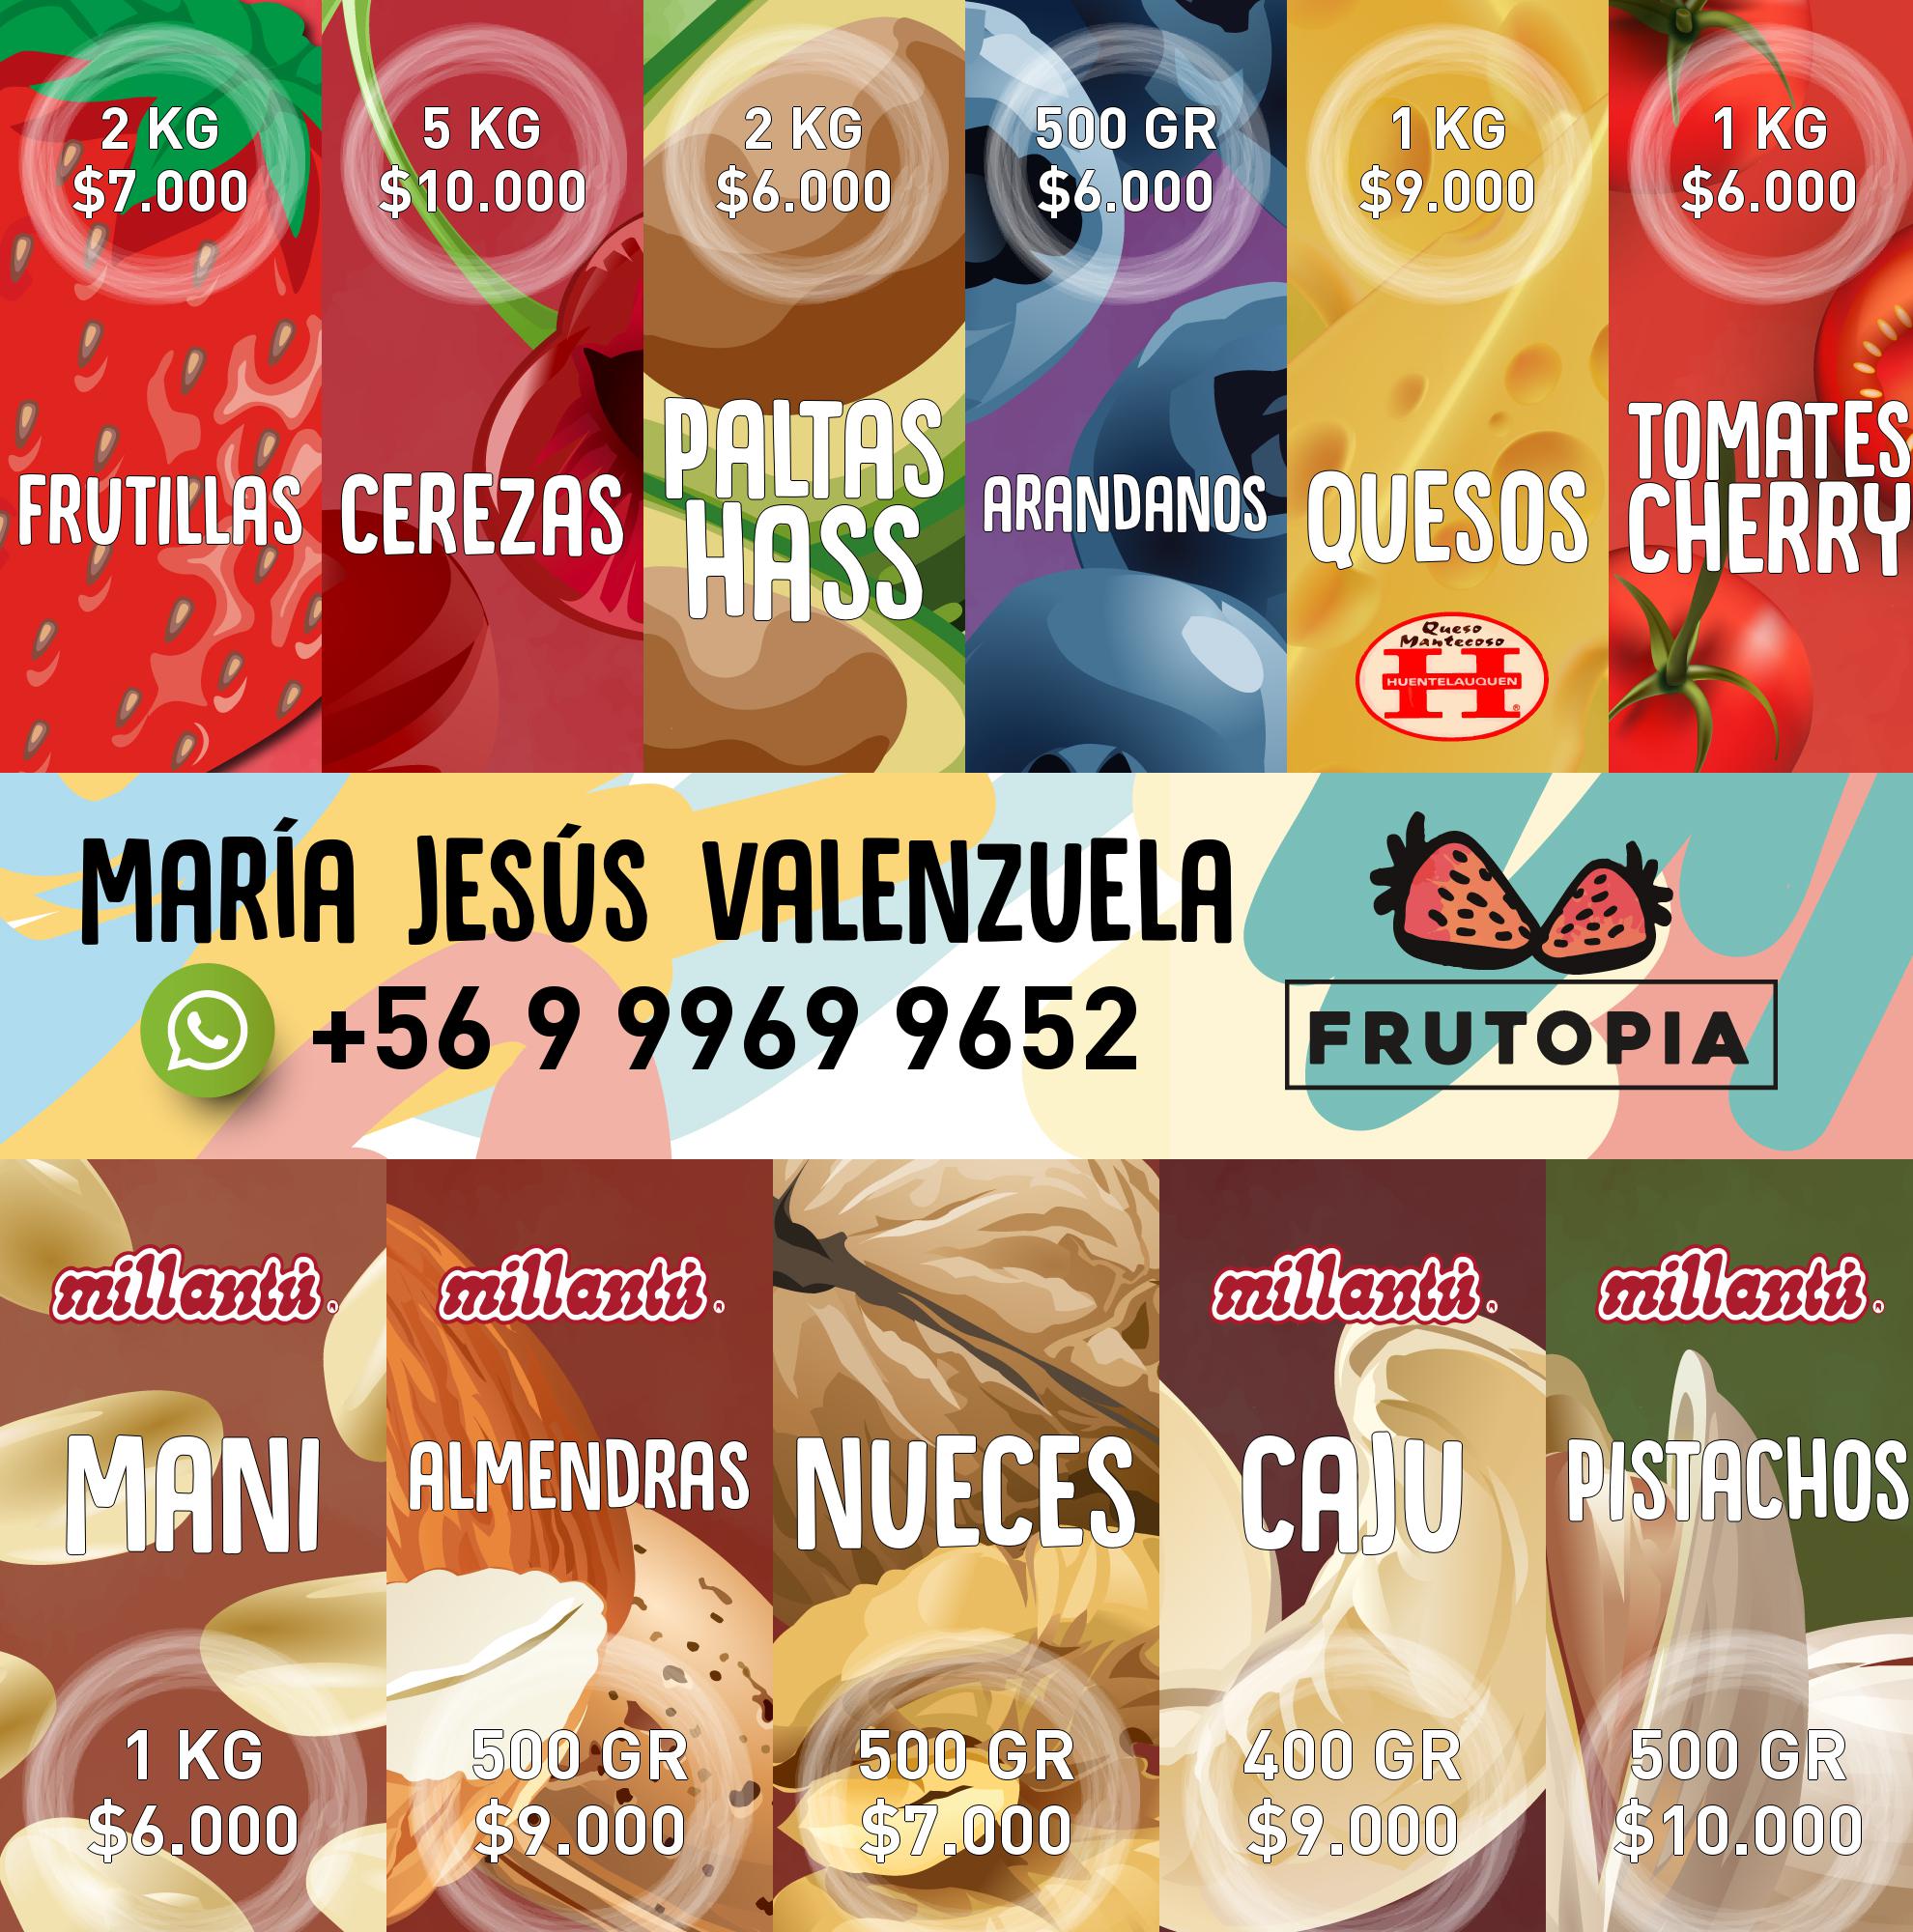 2 KG
$7.000
FRUTILLAS
5 KG
$10.000
CEREZAS
2 KG
$6.000
PALTAS
HASS
500 GR
$6.000
ARANDANOS
1 KG
$9.000
QUESOS
Queso
Mantecoso
H
HUENTELAUQUEN
®
1 KG
$6.000
TOMATES
CHERRY
MARÍA JESÚS VALENZUELA
+56 9 9969 9652
FRUTOPIA
millantú®
MANI
1 KG
$6.000
millantú®
ALMENDRAS
500 GR
$9.000
NUECES
500 GR
$7.000
millantú®
CAJU
400 GR
$9.000
millantú®
PISTACHOS
500 GR
$10.000